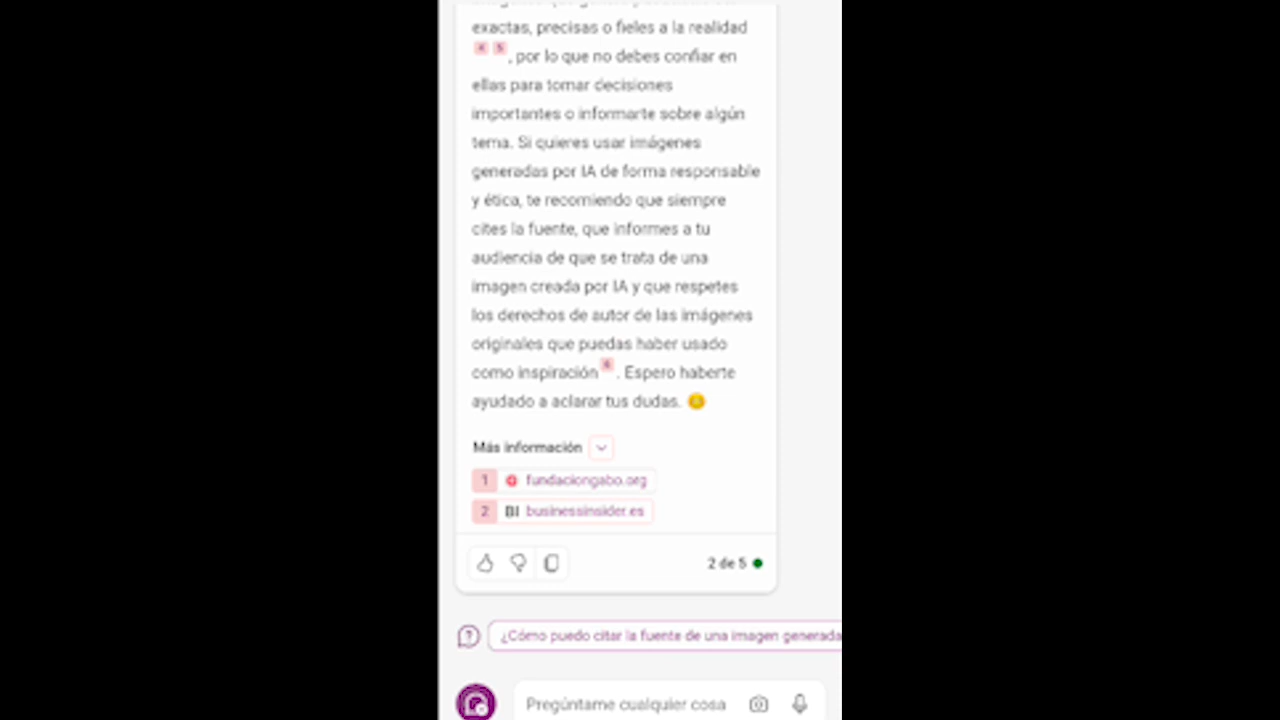 exactas, precisas o fieles a la realidad
4 5 , por lo que no debes confiar en
ellas para tomar decisiones
importantes o informarte sobre algún
tema. Si quieres usar imágenes
generadas por IA de forma responsable
y ética, te recomiendo que siempre
cites la fuente, que informes a tu
audiencia de que se trata de una
imagen creada por IA y que respetes
los derechos de autor de las imágenes
originales que puedas haber usado
como inspiración . Espero haberte
ayudado a aclarar tus dudas.
Más información
1 fundaciongabo.org
2 BI businessinsider.es
2 de 5
¿Cómo puedo citar la fuente de una imagen generada
Pregúntame cualquier cosa